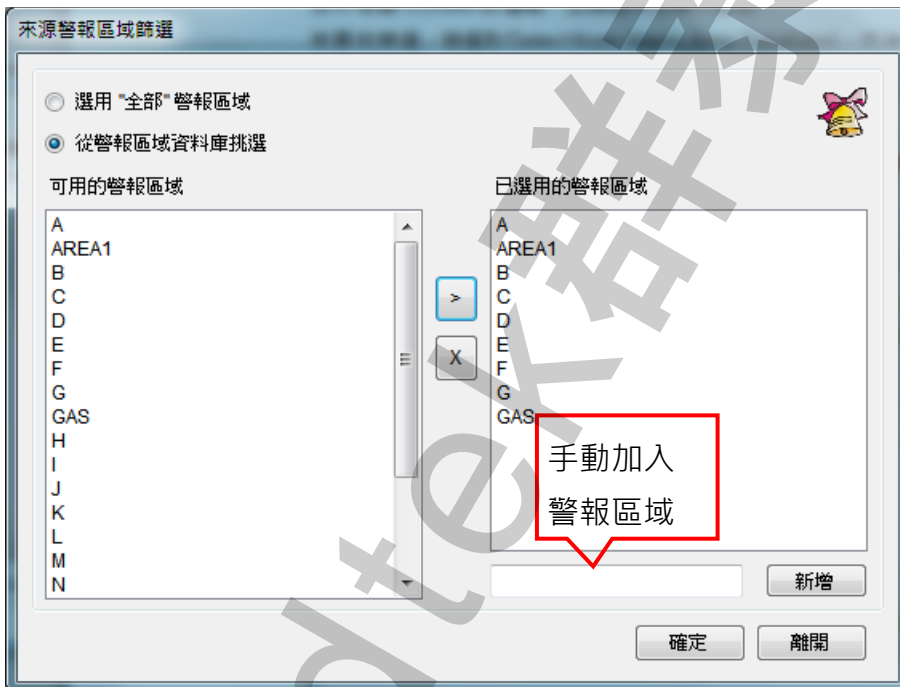 來源警報區域篩選
選用 "全部" 警報區域
從警報區域資料庫挑選
可用的警報區域
已選用的警報區域
A
AREA1
B
C
D
E
F
G
GAS
H
I
J
K
L
M
N
>
X
A
AREA1
B
C
D
E
F
G
GAS
手動加入
警報區域
新增
確定
離開